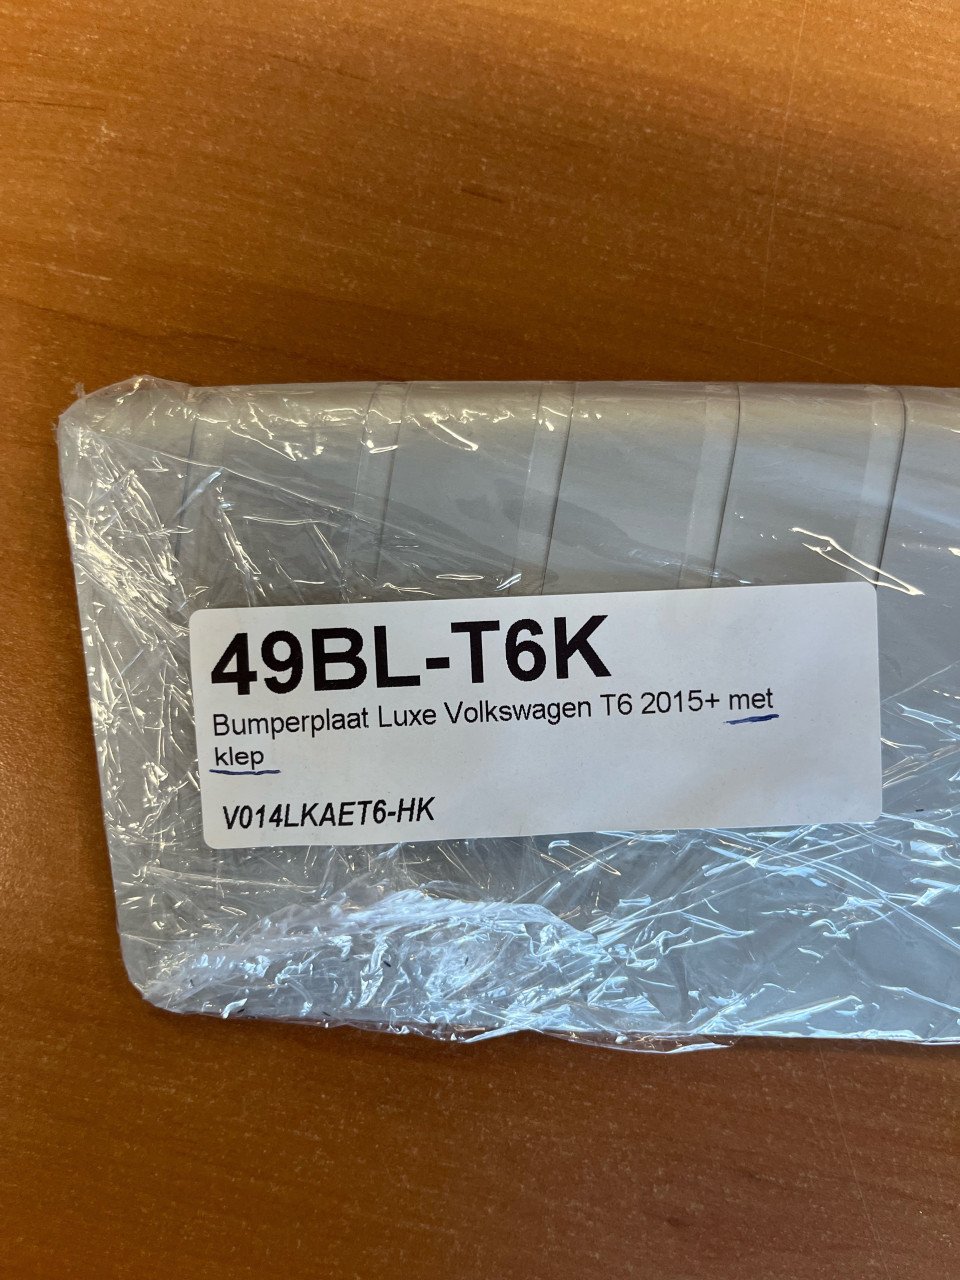 49BL-T6K
Bumperplaat Luxe Volkswagen T6 2015+ met
klep
V014LKAET6-HK